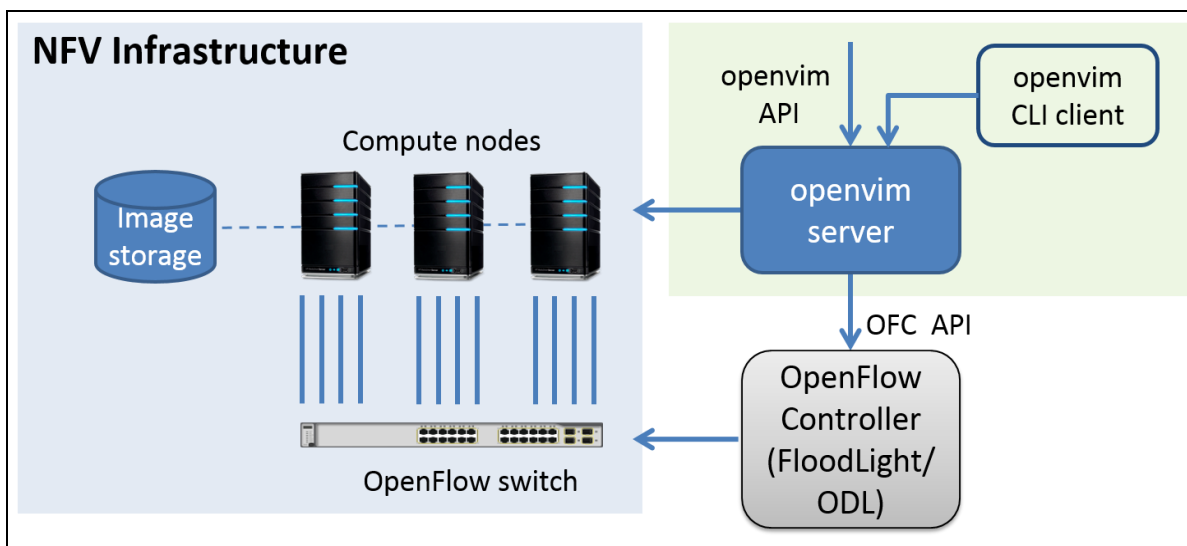 NFV Infrastructure
Compute nodes
Image
storage
OpenFlow switch
openvim
API
openvim
CLI client
openvim
server
OFC API
OpenFlow
Controller
(FloodLight/
ODL)